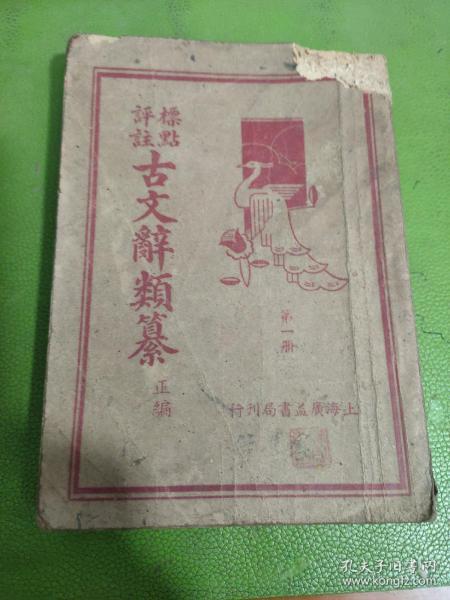 標點
評註
古文辭類纂
正編
第一册
上海廣益書局刊行
孔夫子旧书网
www.kongfz.com